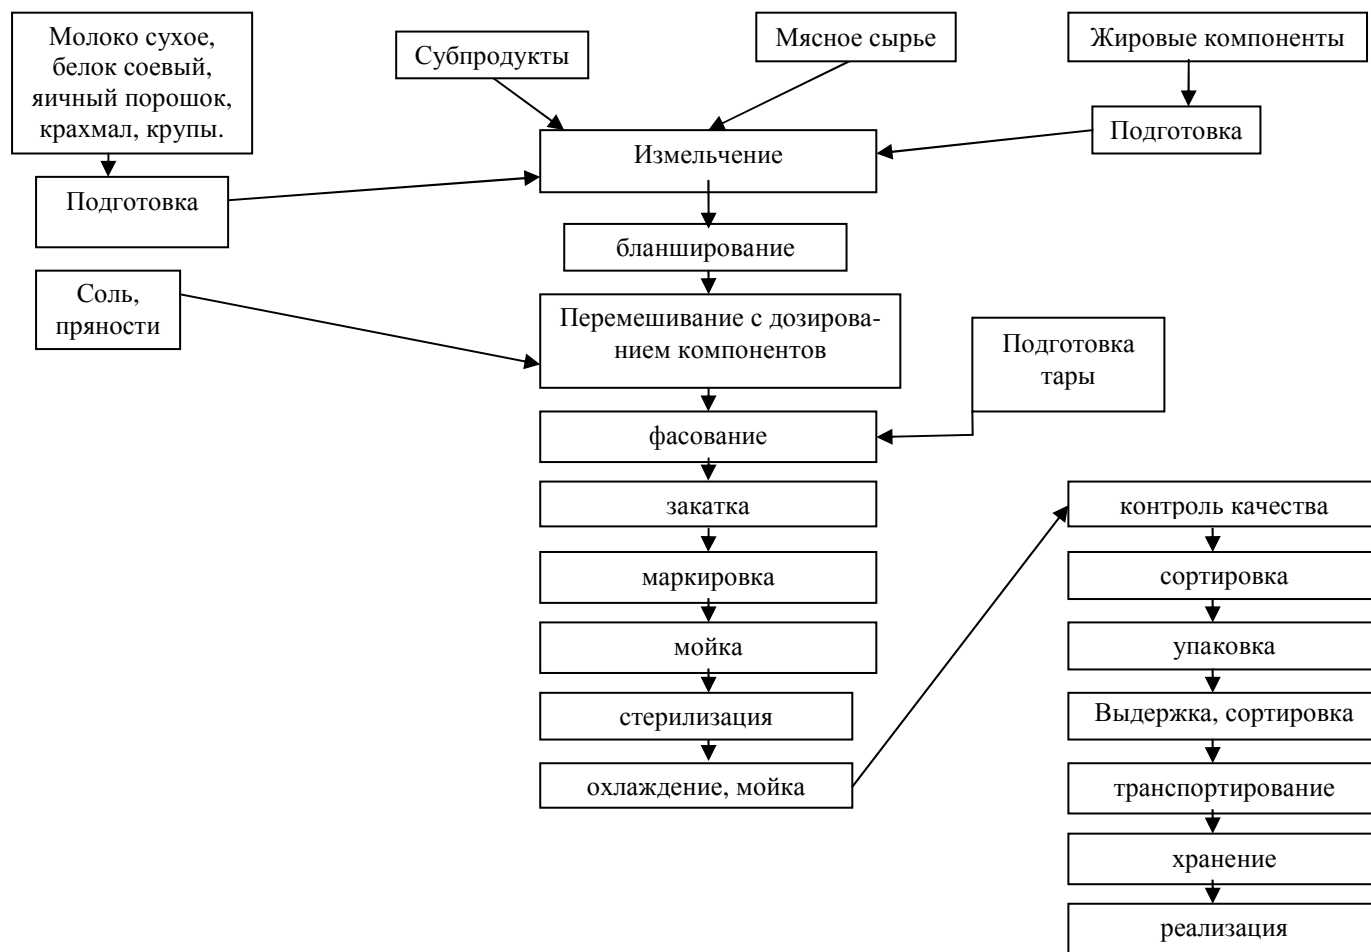 Молоко сухое,
белок соевый,
яичный порошок,
крахмал, крупы.
Субпродукты
Мясное сырье
Жировые компоненты
Подготовка
Измельчение
Подготовка
бланширование
Соль,
пряности
Перемешивание с дозирова-
нием компонентов
Подготовка
тары
фасование
закатка
маркировка
мойка
стерилизация
охлаждение, мойка
контроль качества
сортировка
упаковка
Выдержка, сортировка
транспортирование
хранение
реализация